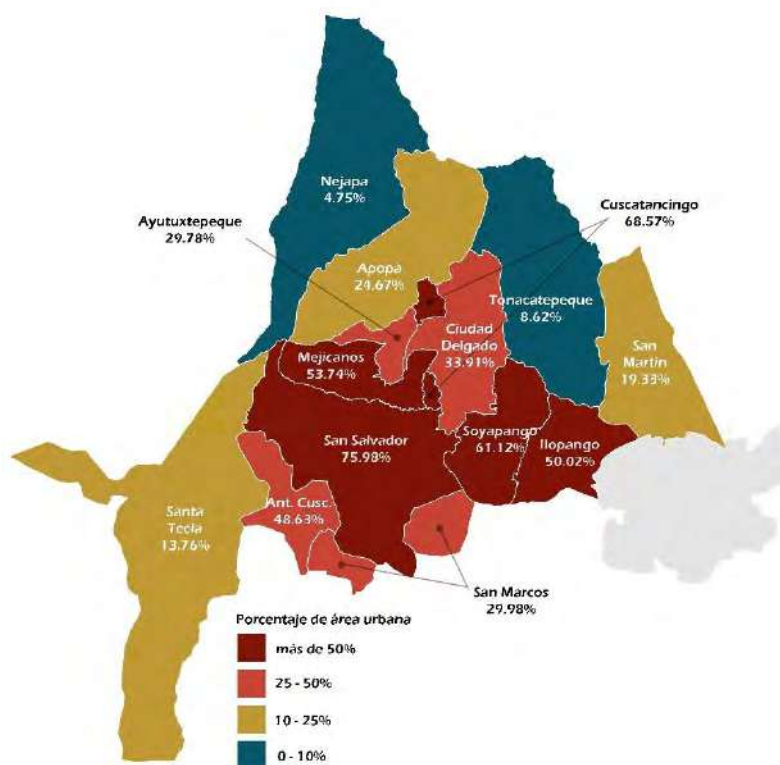 Nejapa
4.75%
Ayutuxtepeque
29.78%
Cuscatancingo
68.57%
Apopa
24.67%
Tonacatepeque
8.62%
Ciudad
Delgado
33.91%
San
Martín
19.33%
Mejicanos
53.74%
San Salvador
75.98%
Soyapango
61.12%
Ilopango
50.02%
Ant. Cusc.
48.63%
Santa
Tecla
13.76%
San Marcos
29.98%
Porcentaje de área urbana
más de 50%
25 - 50%
10 - 25%
0 - 10%